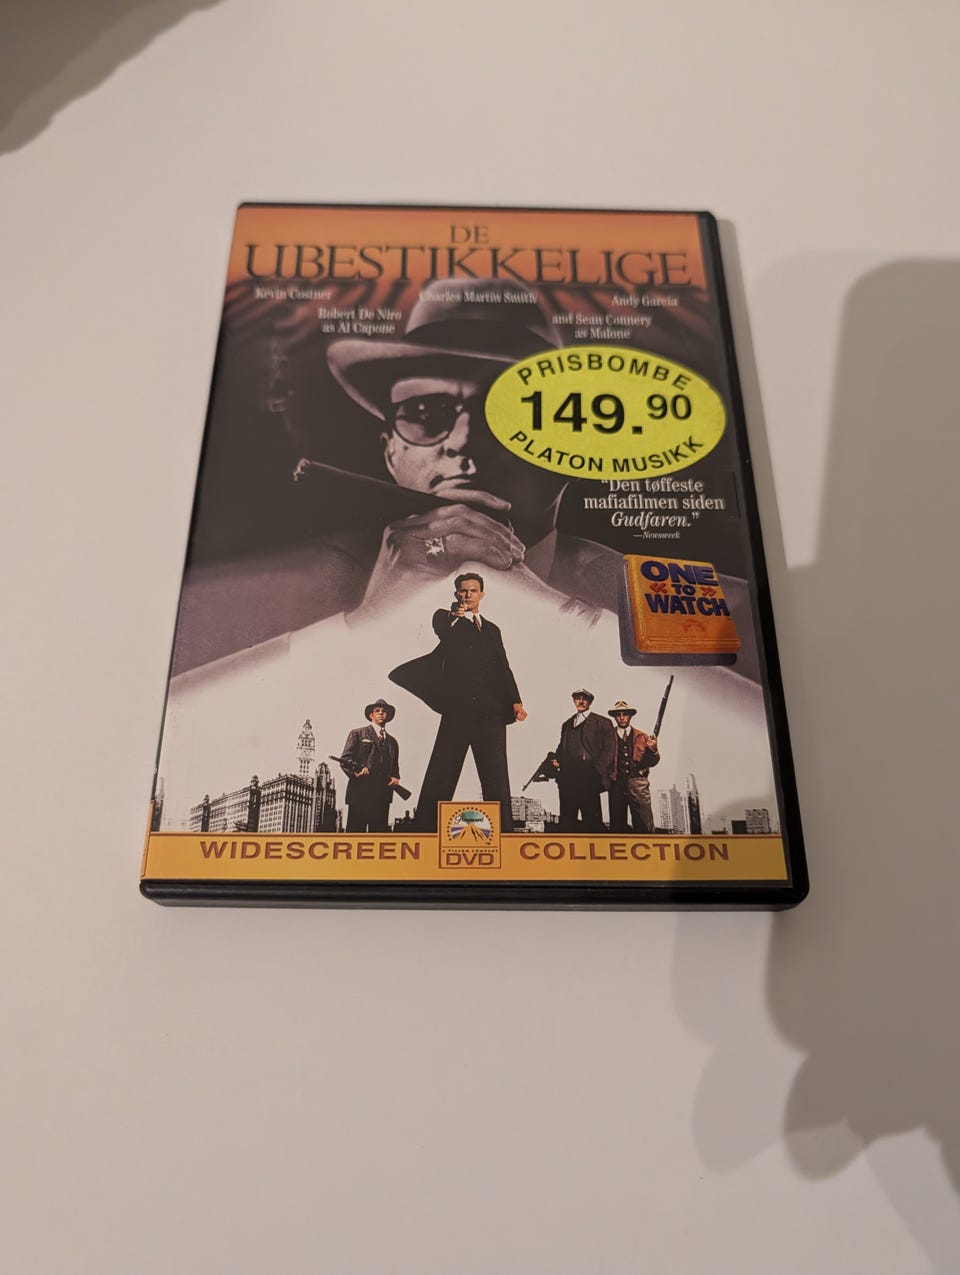 DE
UBESTIKKELIGE
Kevin Costner
Charles Martin Smith
Andy Garcia
Robert De Niro
as Al Capone
and Sean Connery
as Malone
PRISBOMBE
149.90
PLATON MUSIKK
"Den tøffeste
mafiafilmen siden
Gudfaren."
—Newsweek
ONE
«TO»
WATCH
WIDESCREEN
DVD
COLLECTION